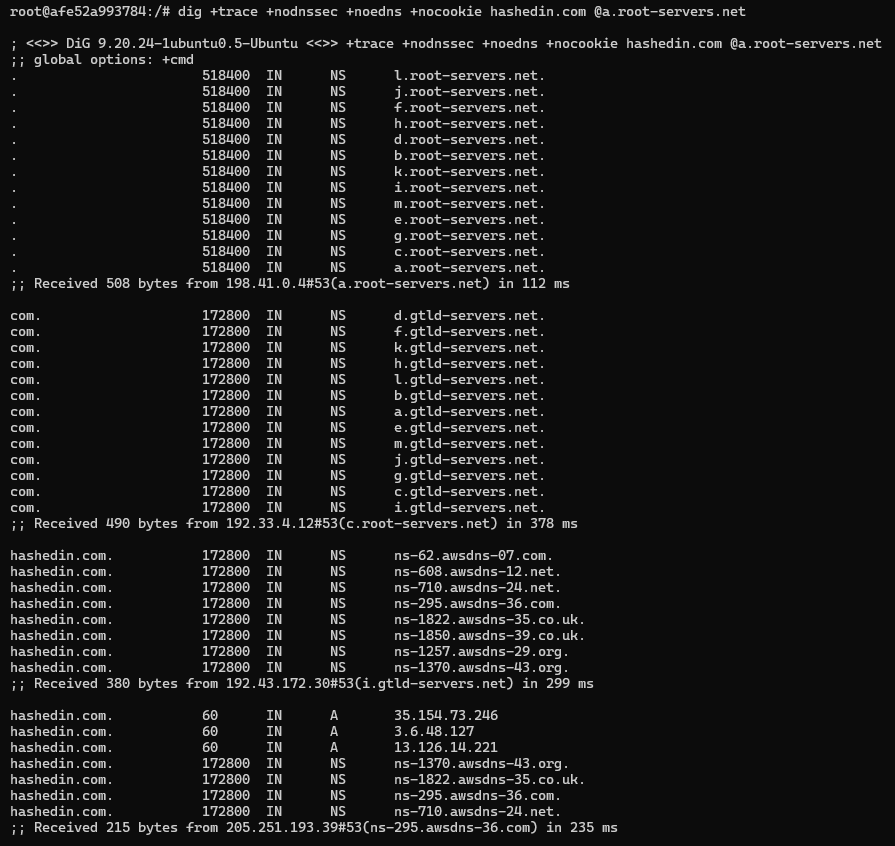 root@afe52a993784:/# dig +trace +nodnssec +noedns +nocookie hashedin.com @a.root-servers.net
; <<>> DiG 9.20.24-1ubuntu0.5-Ubuntu <<>> +trace +nodnssec +noedns +nocookie hashedin.com @a.root-servers.net
;; global options: +cmd
. 518400 IN NS l.root-servers.net.
. 518400 IN NS j.root-servers.net.
. 518400 IN NS f.root-servers.net.
. 518400 IN NS h.root-servers.net.
. 518400 IN NS d.root-servers.net.
. 518400 IN NS b.root-servers.net.
. 518400 IN NS k.root-servers.net.
. 518400 IN NS i.root-servers.net.
. 518400 IN NS m.root-servers.net.
. 518400 IN NS e.root-servers.net.
. 518400 IN NS g.root-servers.net.
. 518400 IN NS c.root-servers.net.
. 518400 IN NS a.root-servers.net.
;; Received 508 bytes from 198.41.0.4#53(a.root-servers.net) in 112 ms
com. 172800 IN NS d.gtld-servers.net.
com. 172800 IN NS f.gtld-servers.net.
com. 172800 IN NS k.gtld-servers.net.
com. 172800 IN NS h.gtld-servers.net.
com. 172800 IN NS l.gtld-servers.net.
com. 172800 IN NS b.gtld-servers.net.
com. 172800 IN NS a.gtld-servers.net.
com. 172800 IN NS e.gtld-servers.net.
com. 172800 IN NS m.gtld-servers.net.
com. 172800 IN NS j.gtld-servers.net.
com. 172800 IN NS g.gtld-servers.net.
com. 172800 IN NS c.gtld-servers.net.
com. 172800 IN NS i.gtld-servers.net.
;; Received 490 bytes from 192.33.4.12#53(c.root-servers.net) in 378 ms
hashedin.com. 172800 IN NS ns-62.awsdns-07.com.
hashedin.com. 172800 IN NS ns-608.awsdns-12.net.
hashedin.com. 172800 IN NS ns-710.awsdns-24.net.
hashedin.com. 172800 IN NS ns-295.awsdns-36.com.
hashedin.com. 172800 IN NS ns-1822.awsdns-35.co.uk.
hashedin.com. 172800 IN NS ns-1850.awsdns-39.co.uk.
hashedin.com. 172800 IN NS ns-1257.awsdns-29.org.
hashedin.com. 172800 IN NS ns-1370.awsdns-43.org.
;; Received 380 bytes from 192.43.172.30#53(i.gtld-servers.net) in 299 ms
hashedin.com. 60 IN A 35.154.73.246
hashedin.com. 60 IN A 3.6.48.127
hashedin.com. 60 IN A 13.126.14.221
hashedin.com. 172800 IN NS ns-1370.awsdns-43.org.
hashedin.com. 172800 IN NS ns-1822.awsdns-35.co.uk.
hashedin.com. 172800 IN NS ns-295.awsdns-36.com.
hashedin.com. 172800 IN NS ns-710.awsdns-24.net.
;; Received 215 bytes from 205.251.193.39#53(ns-295.awsdns-36.com) in 235 ms